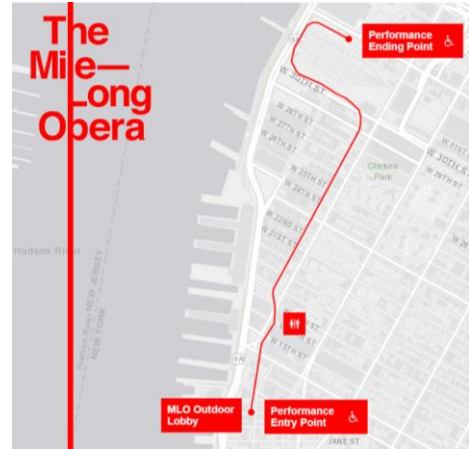 The
Mile—
Long
Opera
Performance
Ending Point
9A
W 30TH ST
W 28TH ST
W 27TH ST
W 26TH ST
Chelsea
Park
W 31ST
W 30TH ST
W 29TH ST
W 25TH ST
W 24TH ST
W 22ND ST
W 21ST ST
Hudson River
Hudson River
NEW JERSEY
NEW YORK
W 15TH ST
9A
MLO Outdoor
Lobby
Performance
Entry Point
JANE ST